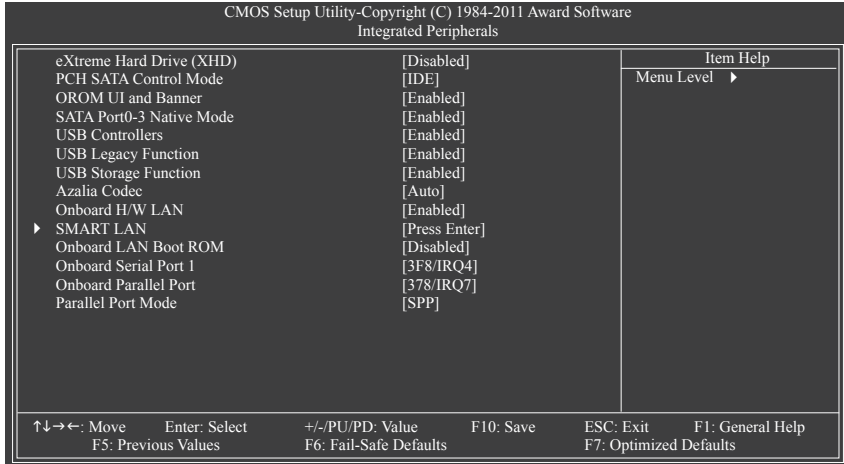 CMOS Setup Utility-Copyright (C) 1984-2011 Award Software
Integrated Peripherals
eXtreme Hard Drive (XHD) [Disabled]
PCH SATA Control Mode [IDE]
OROM UI and Banner [Enabled]
SATA Port0-3 Native Mode [Enabled]
USB Controllers [Enabled]
USB Legacy Function [Enabled]
USB Storage Function [Enabled]
Azalia Codec [Auto]
Onboard H/W LAN [Enabled]
SMART LAN [Press Enter]
Onboard LAN Boot ROM [Disabled]
Onboard Serial Port 1 [3F8/IRQ4]
Onboard Parallel Port [378/IRQ7]
Parallel Port Mode [SPP]
Item Help
Menu Level
↑↓→←: Move Enter: Select +/-/PU/PD: Value F10: Save ESC: Exit F1: General Help
F5: Previous Values F6: Fail-Safe Defaults F7: Optimized Defaults